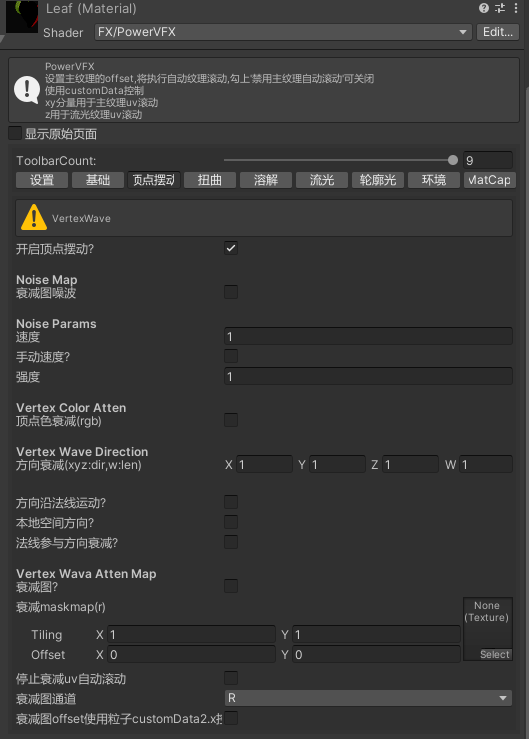 Leaf (Material)
Shader FX/PowerVFX Edit...
PowerVFX
设置主纹理的offset,将执行自动纹理滚动,勾上'禁用主纹理自动滚动'可关闭
使用customData控制
xy分量用于主纹理uv滚动
z用于流光纹理uv滚动
显示原始页面
ToolbarCount: 9
设置 基础 顶点摆动 扭曲 溶解 流光 轮廓光 环境 MatCap
VertexWave
开启顶点摆动?
Noise Map
衰减图噪波
Noise Params
速度 1
手动速度?
强度 1
Vertex Color Atten
顶点色衰减(rgb)
Vertex Wave Direction
方向衰减(xyz:dir,w:len) X 1 Y 1 Z 1 W 1
方向沿法线运动?
本地空间方向?
法线参与方向衰减?
Vertex Wava Atten Map
衰减图?
衰减maskmap(r) None
(Texture)
Tiling X 1 Y 1
Offset X 0 Y 0 Select
停止衰减uv自动滚动
衰减图通道 R
衰减图offset使用粒子customData2.x